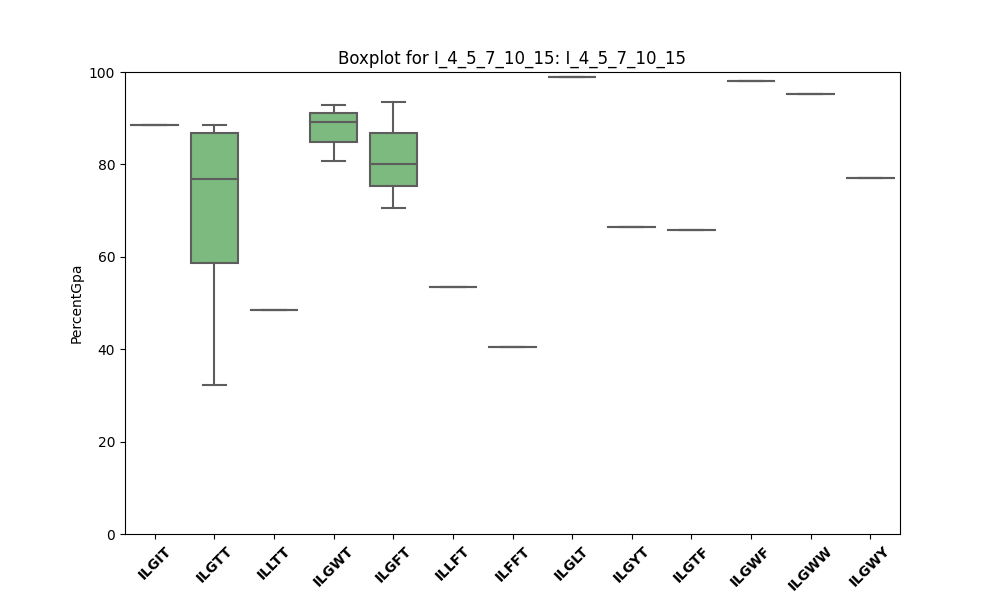 Boxplot for I_4_5_7_10_15: I_4_5_7_10_15
100
80
60
40
20
0
PercentGpa
ILGIT
ILGTT
ILLTT
ILGWT
ILGFT
ILLFT
ILFFT
ILGLT
ILGYT
ILGTF
ILGWF
ILGWW
ILGWY